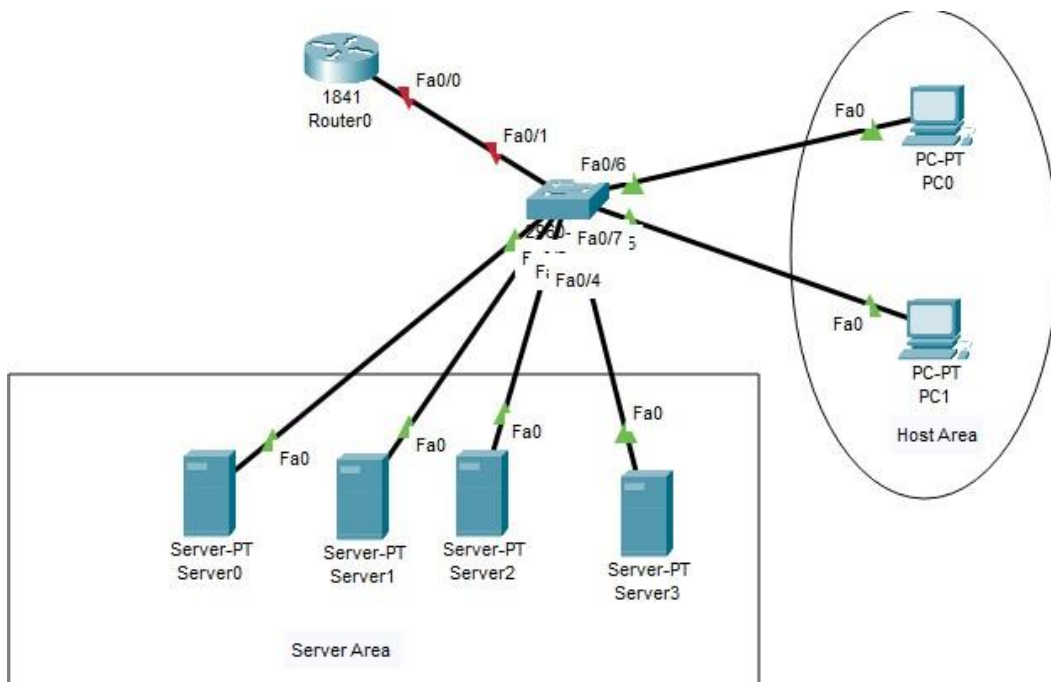 Fa0/0
1841
Router0
Fa0/1
Fa0/6
Fa0
PC-PT
PC0
2960-
Fa0/7
5
Fa0/4
Fa0
PC-PT
PC1
Host Area
Fa0
Fa0
Fa0
Fa0
Server-PT
Server0
Server-PT
Server1
Server-PT
Server2
Server-PT
Server3
Server Area